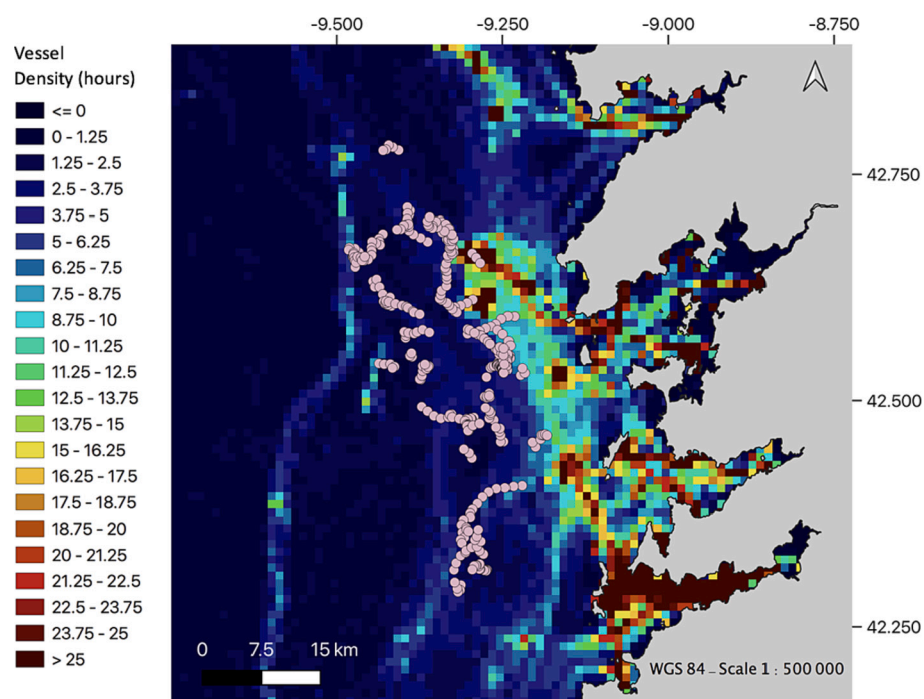 -9.500 -9.250 -9.000 -8.750
Vessel
Density (hours)
<= 0
0 - 1.25
1.25 - 2.5
2.5 - 3.75
3.75 - 5
5 - 6.25
6.25 - 7.5
7.5 - 8.75
8.75 - 10
10 - 11.25
11.25 - 12.5
12.5 - 13.75
13.75 - 15
15 - 16.25
16.25 - 17.5
17.5 - 18.75
18.75 - 20
20 - 21.25
21.25 - 22.5
22.5 - 23.75
23.75 - 25
> 25
42.750
42.500
42.250
0 7.5 15 km
WGS 84 – Scale 1 : 500 000